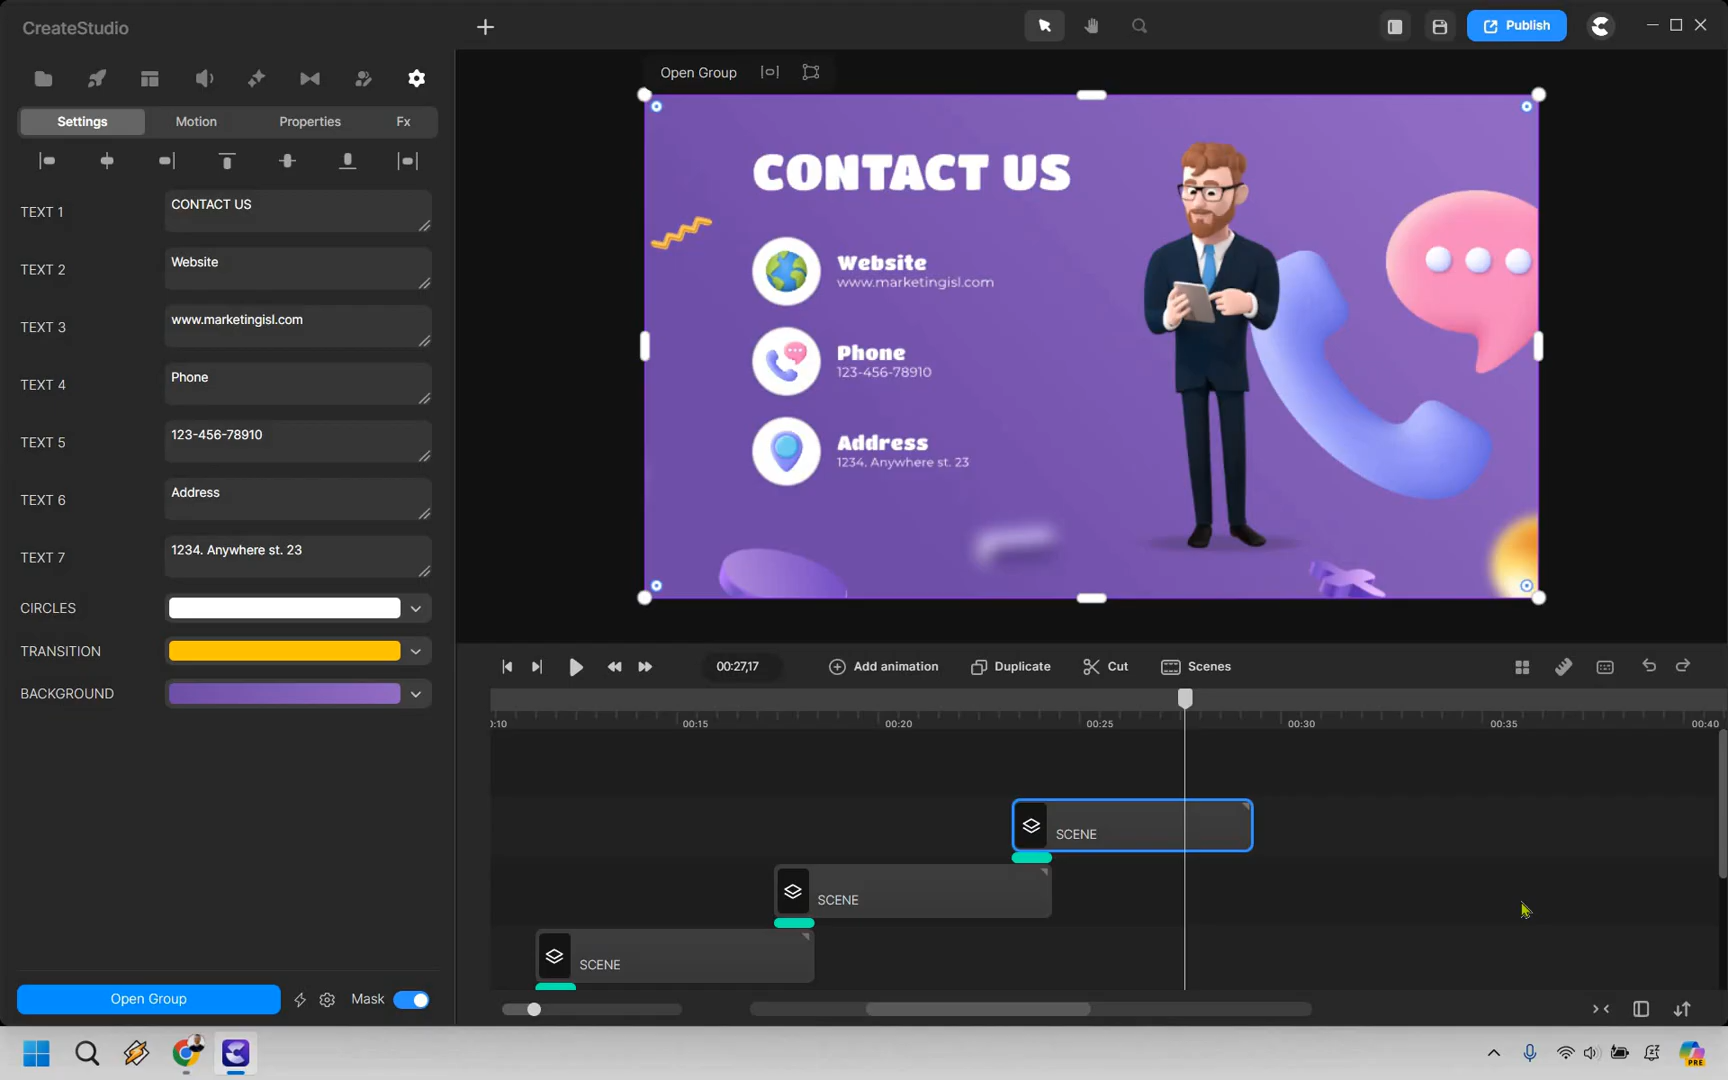 CreateStudio
Publish
Open Group
Settings
Motion
Properties
Fx
TEXT 1
CONTACT US
TEXT 2
Website
TEXT 3
www.marketingisl.com
TEXT 4
Phone
TEXT 5
123-456-78910
TEXT 6
Address
TEXT 7
1234. Anywhere st. 23
CIRCLES
TRANSITION
BACKGROUND
CONTACT US
Website
www.marketingisl.com
Phone
123-456-78910
Address
1234. Anywhere st. 23
00:27,17
Add animation
Duplicate
Cut
Scenes
0:10
00:15
00:20
00:25
00:30
00:35
00:40
SCENE
SCENE
SCENE
Open Group
Mask
PRE